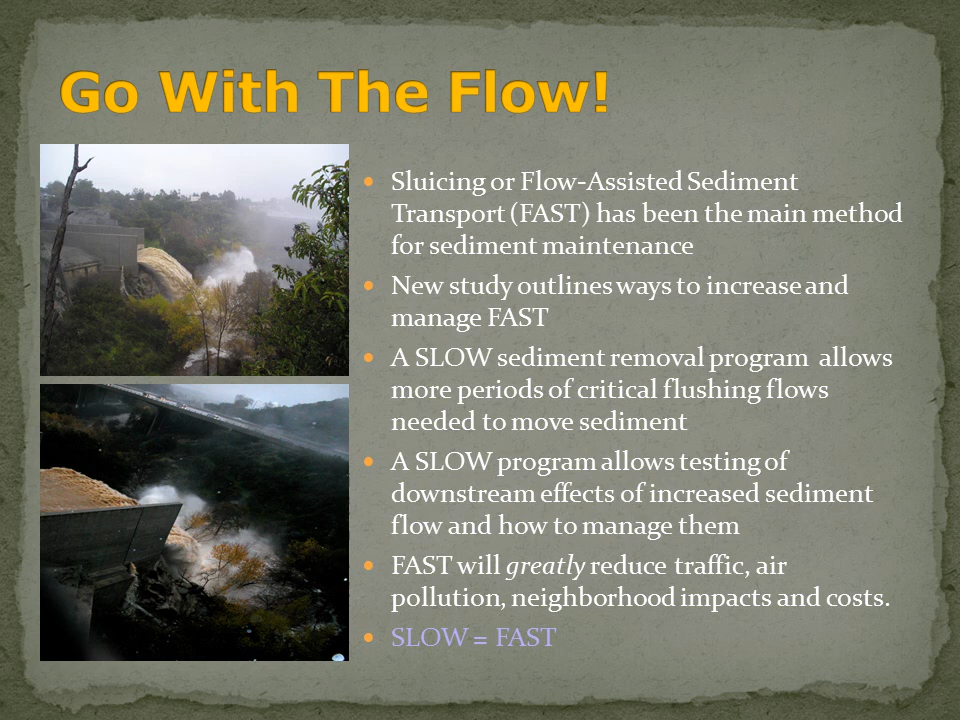 Go With The Flow!
Sluicing or Flow-Assisted Sediment
Transport (FAST) has been the main method
for sediment maintenance
New study outlines ways to increase and
manage FAST
A SLOW sediment removal program allows
more periods of critical flushing flows
needed to move sediment
A SLOW program allows testing of
downstream effects of increased sediment
flow and how to manage them
FAST will greatly reduce traffic, air
pollution, neighborhood impacts and costs.
SLOW = FAST